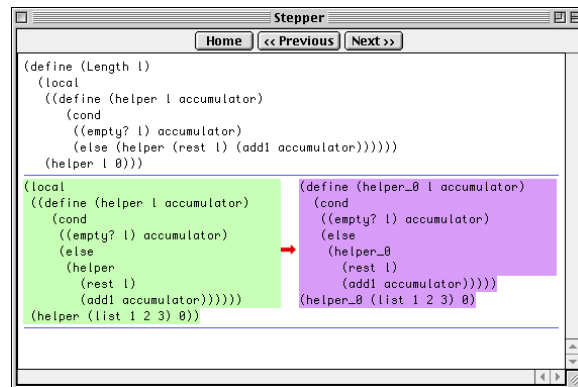 Stepper
Home << Previous Next >>
(define (Length l)
(local
((define (helper l accumulator)
(cond
((empty? l) accumulator)
(else (helper (rest l) (add1 accumulator))))))
(helper l 0)))
(local
((define (helper l accumulator)
(cond
((empty? l) accumulator)
(else
(helper
(rest l)
(add1 accumulator))))))
(helper (list 1 2 3) 0))
(define (helper_0 l accumulator)
(cond
((empty? l) accumulator)
(else
(helper_0
(rest l)
(add1 accumulator)))))
(helper_0 (list 1 2 3) 0)